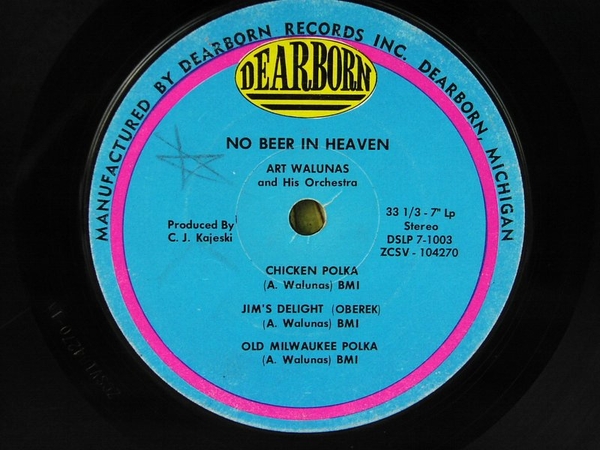 MANUFACTURED BY DEARBORN RECORDS INC. DEARBORN, MICHIGAN
DEARBORN
NO BEER IN HEAVEN
ART WALUNAS
and His Orchestra
Produced By
C. J. Kajeski
33 1/3 - 7" Lp
Stereo
DSLP 7-1003
ZCSV - 104270
CHICKEN POLKA
(A. Walunas) BMI
JIM'S DELIGHT (OBEREK)
(A. Walunas) BMI
OLD MILWAUKEE POLKA
(A. Walunas) BMI